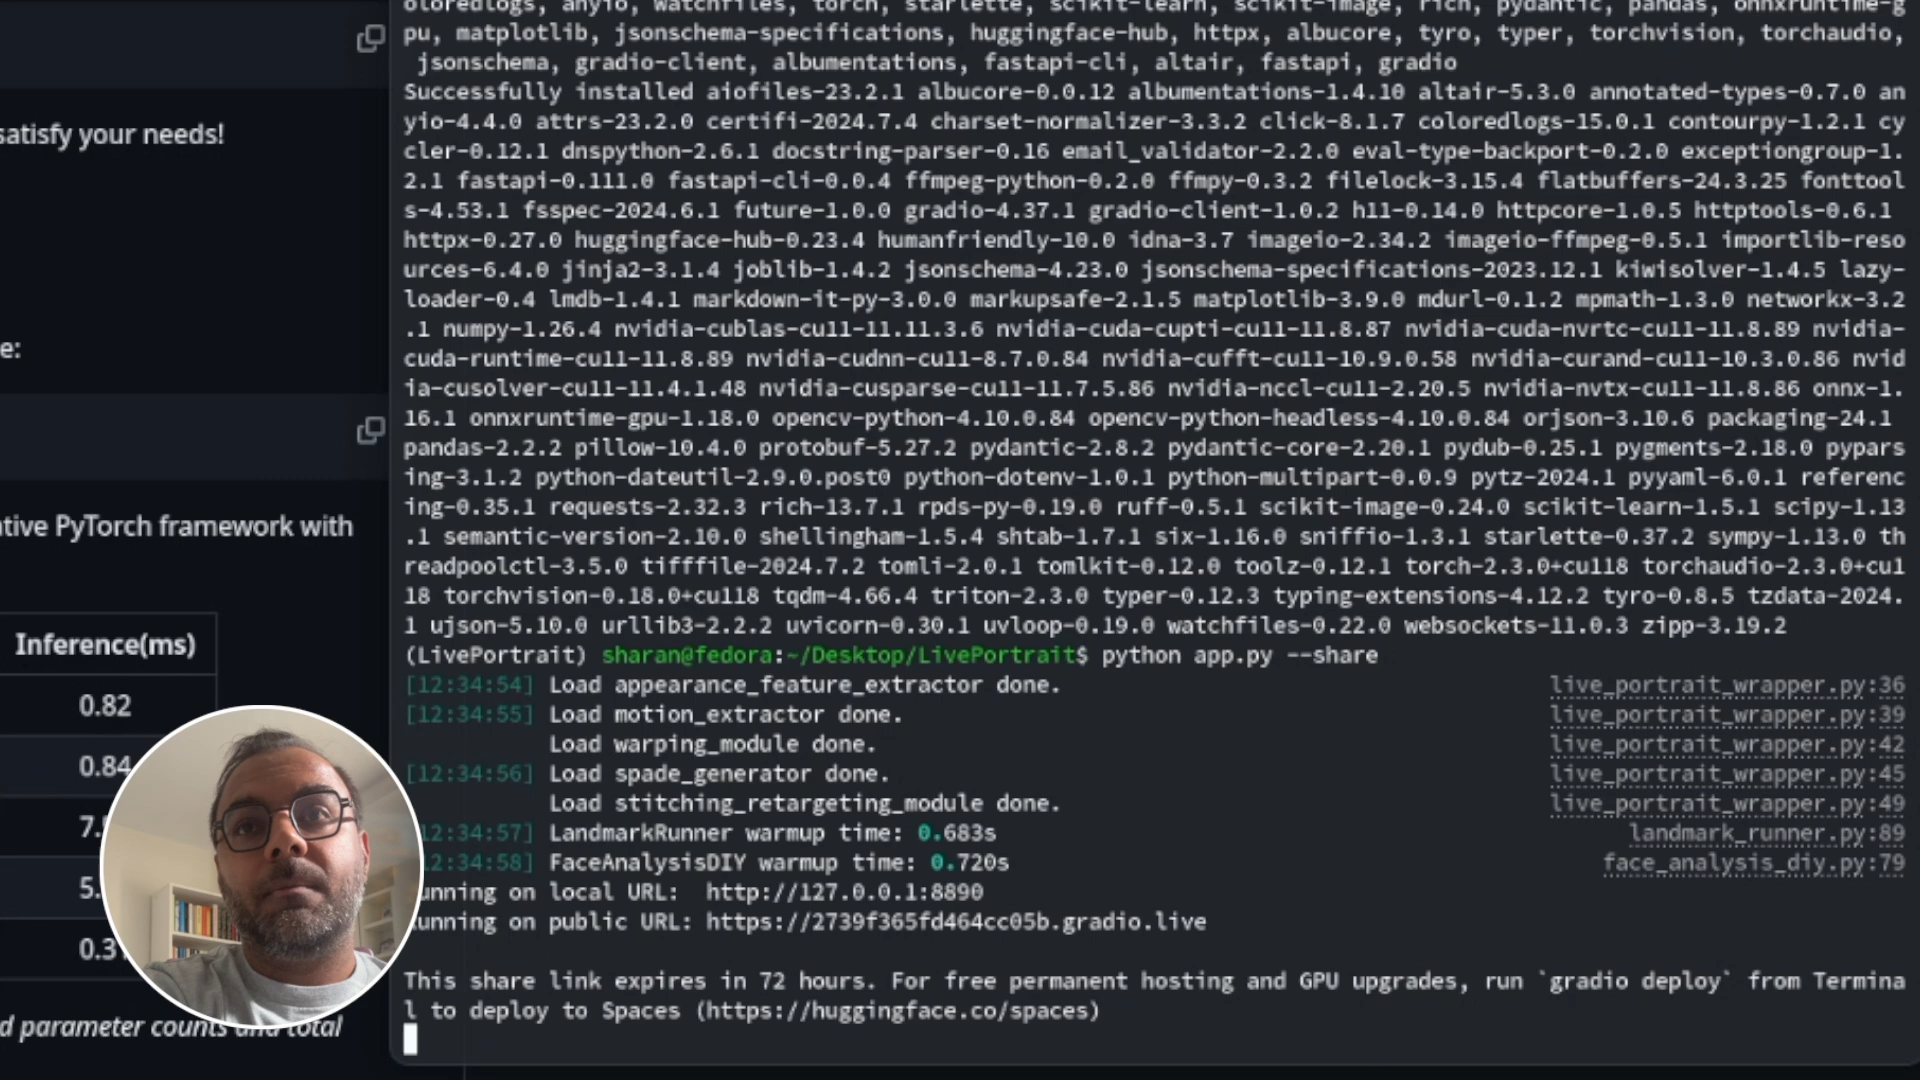 satisfy your needs!
e:
ative PyTorch framework with
Inference(ms)
0.82
0.84
7.
5.
0.3
d parameter counts and total
oloredlogs, anyio, watchfiles, torch, starlette, scikit-learn, scikit-image, rich, pydantic, pandas, onnxruntime-g
pu, matplotlib, jsonschema-specifications, huggingface-hub, httpx, albucore, tyro, typer, torchvision, torchaudio,
jsonschema, gradio-client, albumentations, fastapi-cli, altair, fastapi, gradio
Successfully installed aiofiles-23.2.1 albucore-0.0.12 albumentations-1.4.10 altair-5.3.0 annotated-types-0.7.0 an
yio-4.4.0 attrs-23.2.0 certifi-2024.7.4 charset-normalizer-3.3.2 click-8.1.7 coloredlogs-15.0.1 contourpy-1.2.1 cy
cler-0.12.1 dnspython-2.6.1 docstring-parser-0.16 email_validator-2.2.0 eval-type-backport-0.2.0 exceptiongroup-1.
2.1 fastapi-0.111.0 fastapi-cli-0.0.4 ffmpeg-python-0.2.0 ffmpy-0.3.2 filelock-3.15.4 flatbuffers-24.3.25 fonttool
s-4.53.1 fsspec-2024.6.1 future-1.0.0 gradio-4.37.1 gradio-client-1.0.2 h11-0.14.0 httpcore-1.0.5 httptools-0.6.1
httpx-0.27.0 huggingface-hub-0.23.4 humanfriendly-10.0 idna-3.7 imageio-2.34.2 imageio-ffmpeg-0.5.1 importlib-reso
urces-6.4.0 jinja2-3.1.4 joblib-1.4.2 jsonschema-4.23.0 jsonschema-specifications-2023.12.1 kiwisolver-1.4.5 lazy-
loader-0.4 lmdb-1.4.1 markdown-it-py-3.0.0 markupsafe-2.1.5 matplotlib-3.9.0 mdurl-0.1.2 mpmath-1.3.0 networkx-3.2
.1 numpy-1.26.4 nvidia-cublas-cu11-11.11.3.6 nvidia-cuda-cupti-cu11-11.8.87 nvidia-cuda-nvrtc-cu11-11.8.89 nvidia-
cuda-runtime-cu11-11.8.89 nvidia-cudnn-cu11-8.7.0.84 nvidia-cufft-cu11-10.9.0.58 nvidia-curand-cu11-10.3.0.86 nvid
ia-cusolver-cu11-11.4.1.48 nvidia-cusparse-cu11-11.7.5.86 nvidia-nccl-cu11-2.20.5 nvidia-nvtx-cu11-11.8.86 onnx-1.
16.1 onnxruntime-gpu-1.18.0 opencv-python-4.10.0.84 opencv-python-headless-4.10.0.84 orjson-3.10.6 packaging-24.1
pandas-2.2.2 pillow-10.4.0 protobuf-5.27.2 pydantic-2.8.2 pydantic-core-2.20.1 pydub-0.25.1 pygments-2.18.0 pypars
ing-3.1.2 python-dateutil-2.9.0.post0 python-dotenv-1.0.1 python-multipart-0.0.9 pytz-2024.1 pyyaml-6.0.1 referenc
ing-0.35.1 requests-2.32.3 rich-13.7.1 rpds-py-0.19.0 ruff-0.5.1 scikit-image-0.24.0 scikit-learn-1.5.1 scipy-1.13
.1 semantic-version-2.10.0 shellingham-1.5.4 shtab-1.7.1 six-1.16.0 sniffio-1.3.1 starlette-0.37.2 sympy-1.13.0 th
readpoolctl-3.5.0 tifffile-2024.7.2 tomli-2.0.1 tomlkit-0.12.0 toolz-0.12.1 torch-2.3.0+cu118 torchaudio-2.3.0+cu1
18 torchvision-0.18.0+cu118 tqdm-4.66.4 triton-2.3.0 typer-0.12.3 typing-extensions-4.12.2 tyro-0.8.5 tzdata-2024.
1 ujson-5.10.0 urllib3-2.2.2 uvicorn-0.30.1 uvloop-0.19.0 watchfiles-0.22.0 websockets-11.0.3 zipp-3.19.2
(LivePortrait) sharan@fedora:~/Desktop/LivePortrait$ python app.py --share
[12:34:54] Load appearance_feature_extractor done. live_portrait_wrapper.py:36
[12:34:55] Load motion_extractor done. live_portrait_wrapper.py:39
Load warping_module done. live_portrait_wrapper.py:42
[12:34:56] Load spade_generator done. live_portrait_wrapper.py:45
Load stitching_retargeting_module done. live_portrait_wrapper.py:49
12:34:57] LandmarkRunner warmup time: 0.683s landmark_runner.py:89
12:34:58] FaceAnalysisDIY warmup time: 0.720s face_analysis_diy.py:79
unning on local URL: http://127.0.0.1:8890
unning on public URL: https://2739f365fd464cc05b.gradio.live
This share link expires in 72 hours. For free permanent hosting and GPU upgrades, run `gradio deploy` from Termina
l to deploy to Spaces (https://huggingface.co/spaces)